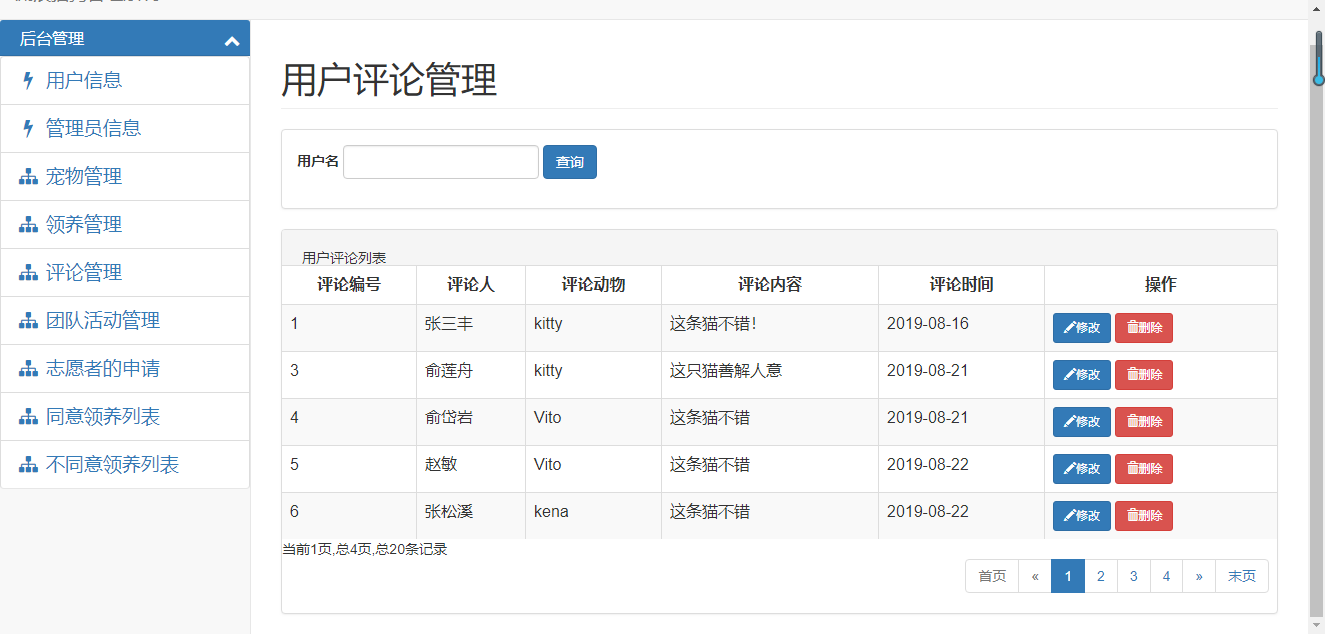 后台管理
用户信息
管理员信息
宠物管理
领养管理
评论管理
团队活动管理
志愿者的申请
同意领养列表
不同意领养列表
用户评论管理
用户名 查询
用户评论列表
评论编号 评论人 评论动物 评论内容 评论时间 操作
1 张三丰 kitty 这条猫不错！ 2019-08-16 修改 删除
3 俞莲舟 kitty 这只猫善解人意 2019-08-21 修改 删除
4 俞岱岩 Vito 这条猫不错 2019-08-21 修改 删除
5 赵敏 Vito 这条猫不错 2019-08-22 修改 删除
6 张松溪 kena 这条猫不错 2019-08-22 修改 删除
当前1页,总4页,总20条记录
首页 « 1 2 3 4 » 末页